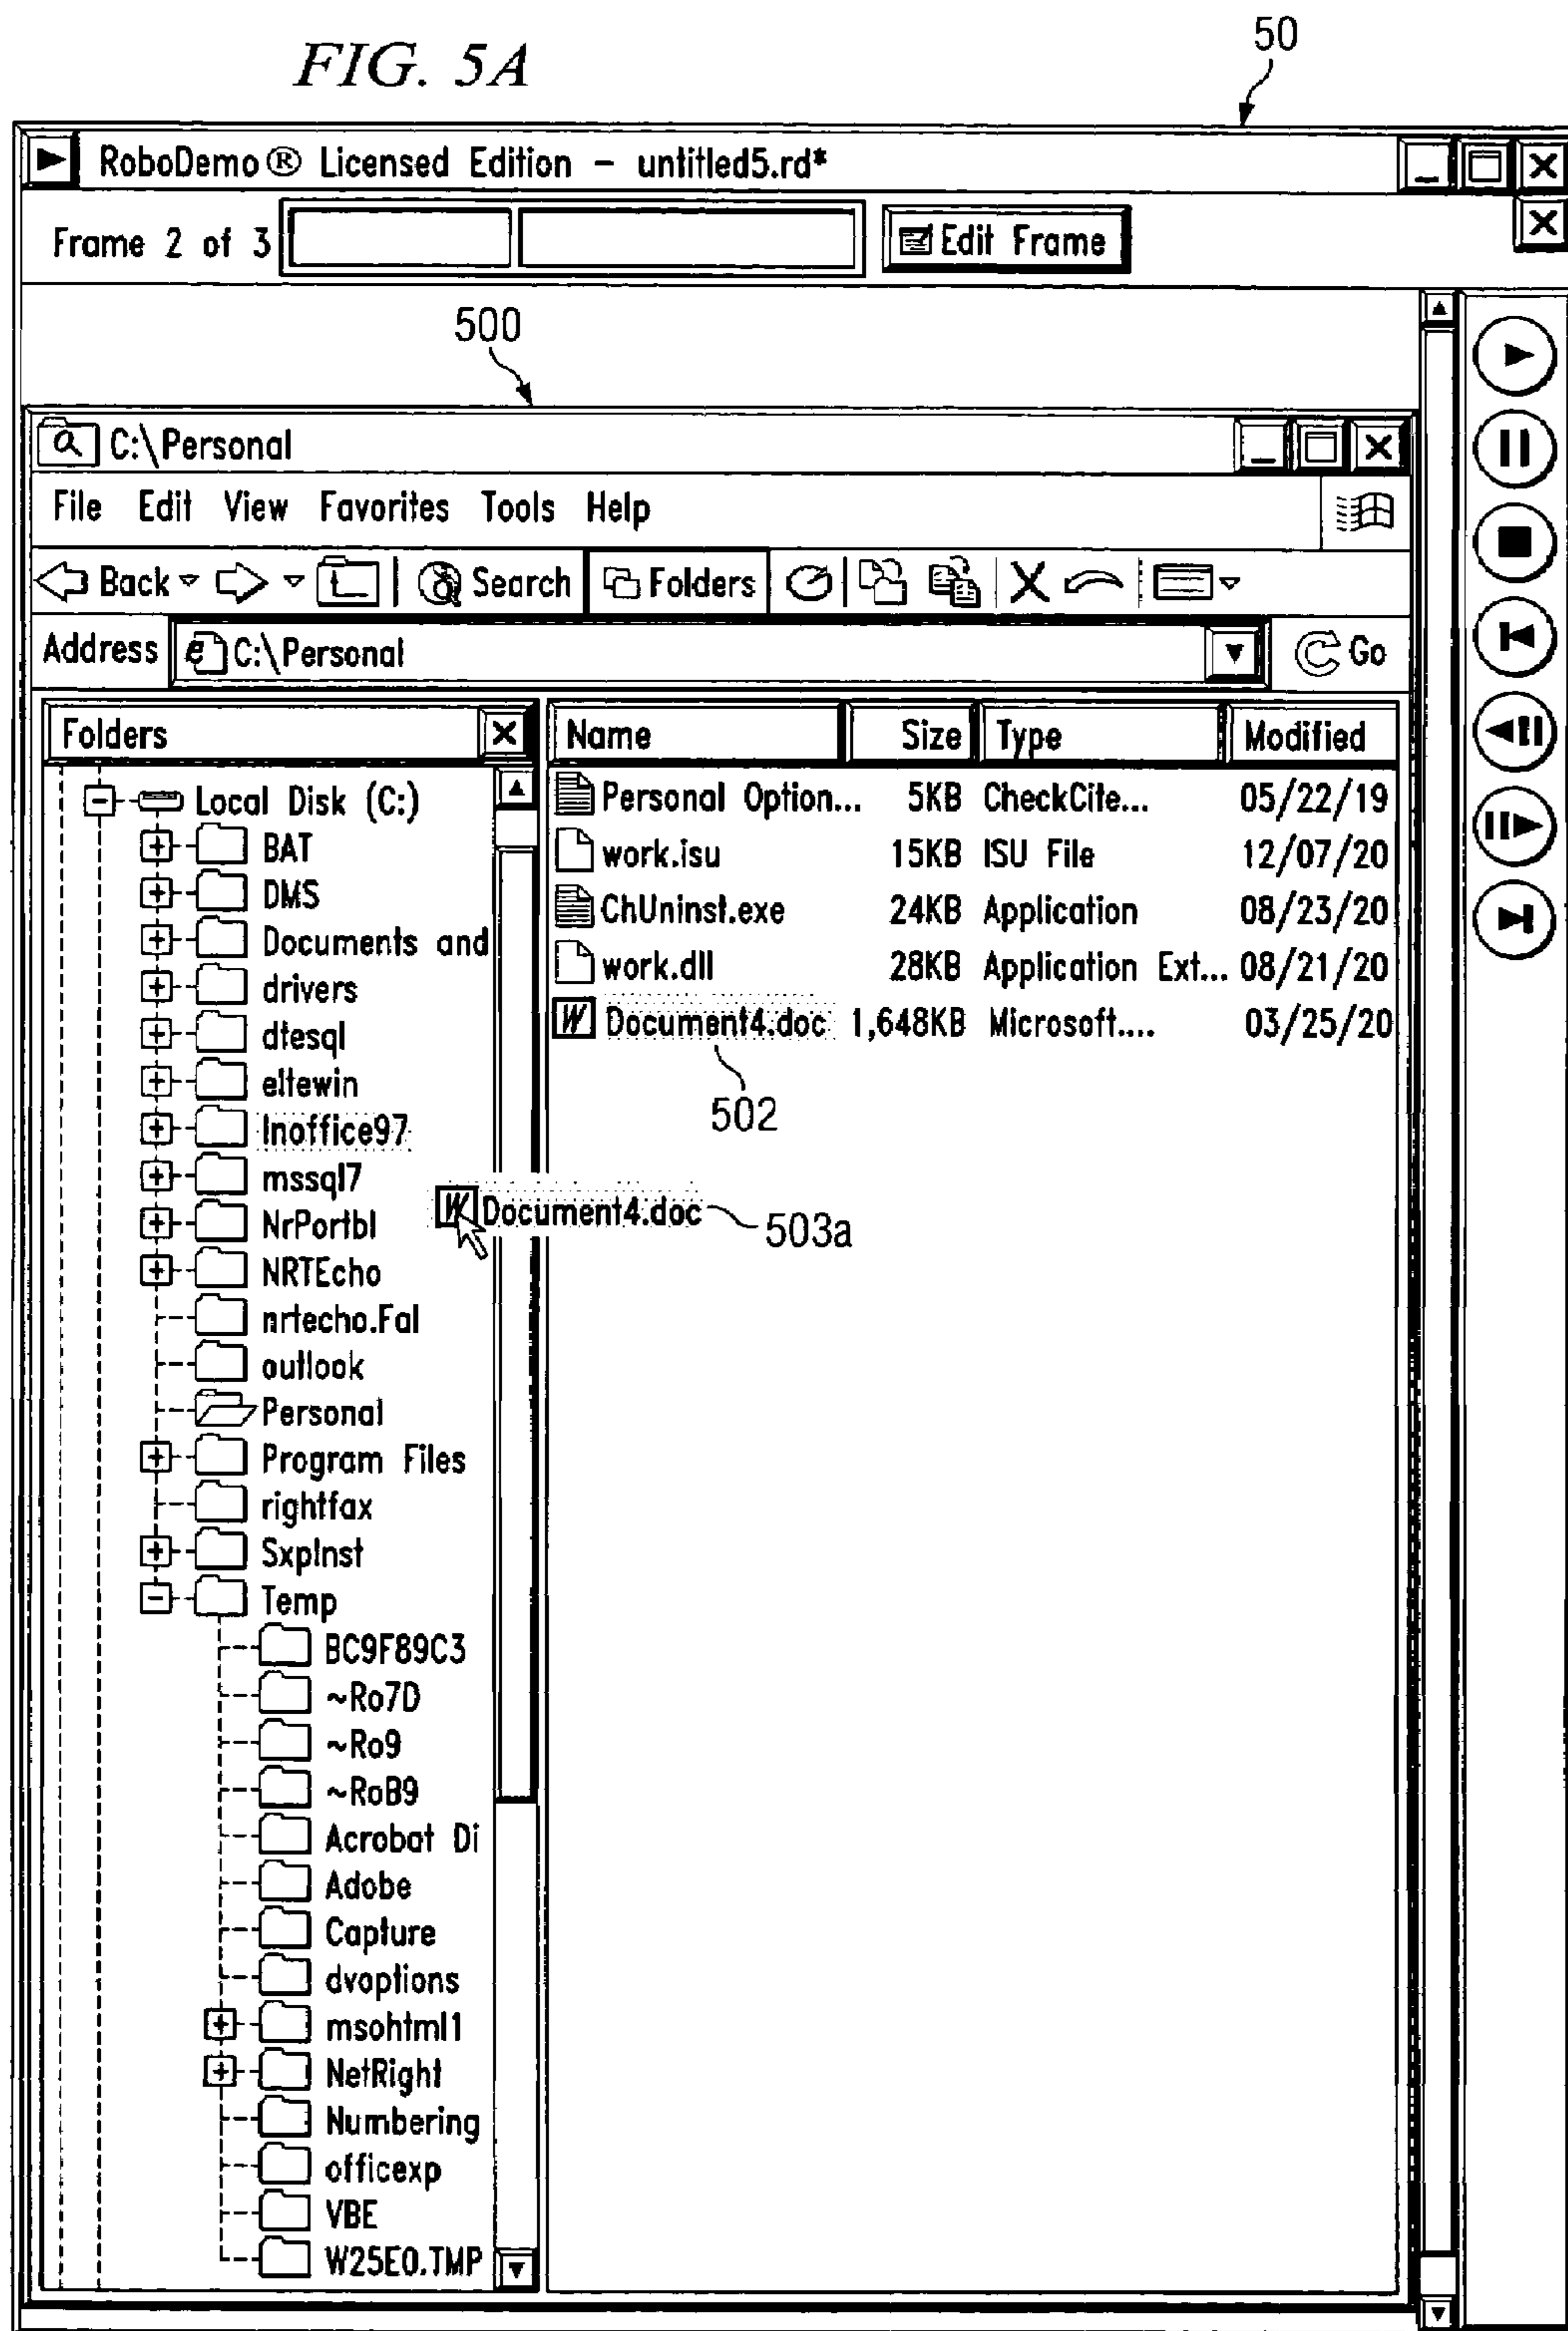 FIG. 5A
50
RoboDemo® Licensed Edition – untitled5.rd*
Frame 2 of 3 Edit Frame
500
C:\Personal
File Edit View Favorites Tools Help
Back Search Folders
Address C:\Personal Go
Folders
Name Size Type Modified
Local Disk (C:)
BAT
DMS
Documents and
drivers
dtesql
eltewin
Inoffice97
mssql7
NrPortbl
NRTEcho
nrtecho.Fal
outlook
Personal
Program Files
rightfax
SxpInst
Temp
BC9F89C3
~Ro7D
~Ro9
~RoB9
Acrobat Di
Adobe
Capture
dvoptions
msohtml1
NetRight
Numbering
officexp
VBE
W25E0.TMP
Personal Option... 5KB CheckCite... 05/22/19
work.isu 15KB ISU File 12/07/20
ChUninst.exe 24KB Application 08/23/20
work.dll 28KB Application Ext... 08/21/20
W Document4.doc 1,648KB Microsoft.... 03/25/20
502
W Document4.doc 503a